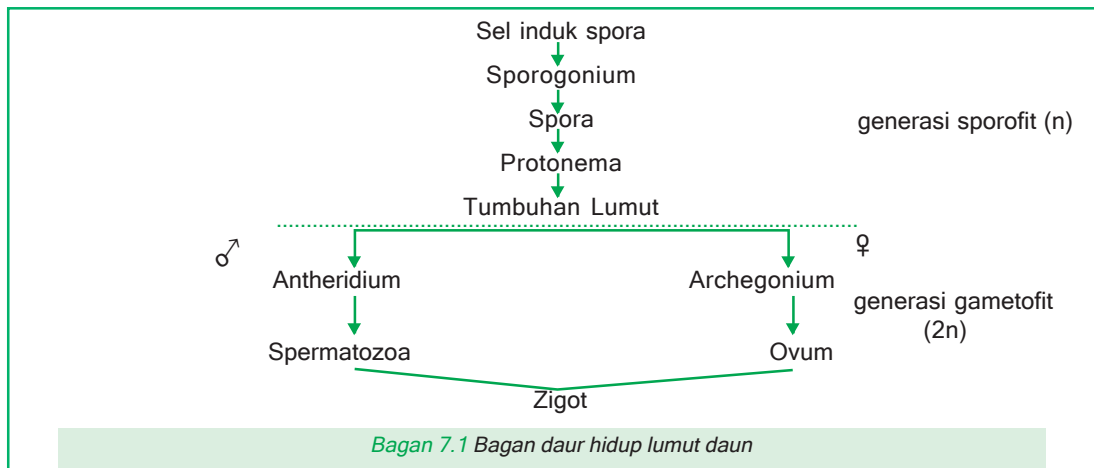 Sel induk spora
Sporogonium
Spora
generasi sporofit (n)
Protonema
Tumbuhan Lumut
♂
♀
Antheridium
Archegonium
generasi gametofit
(2n)
Spermatozoa
Ovum
Zigot
Bagan 7.1 Bagan daur hidup lumut daun